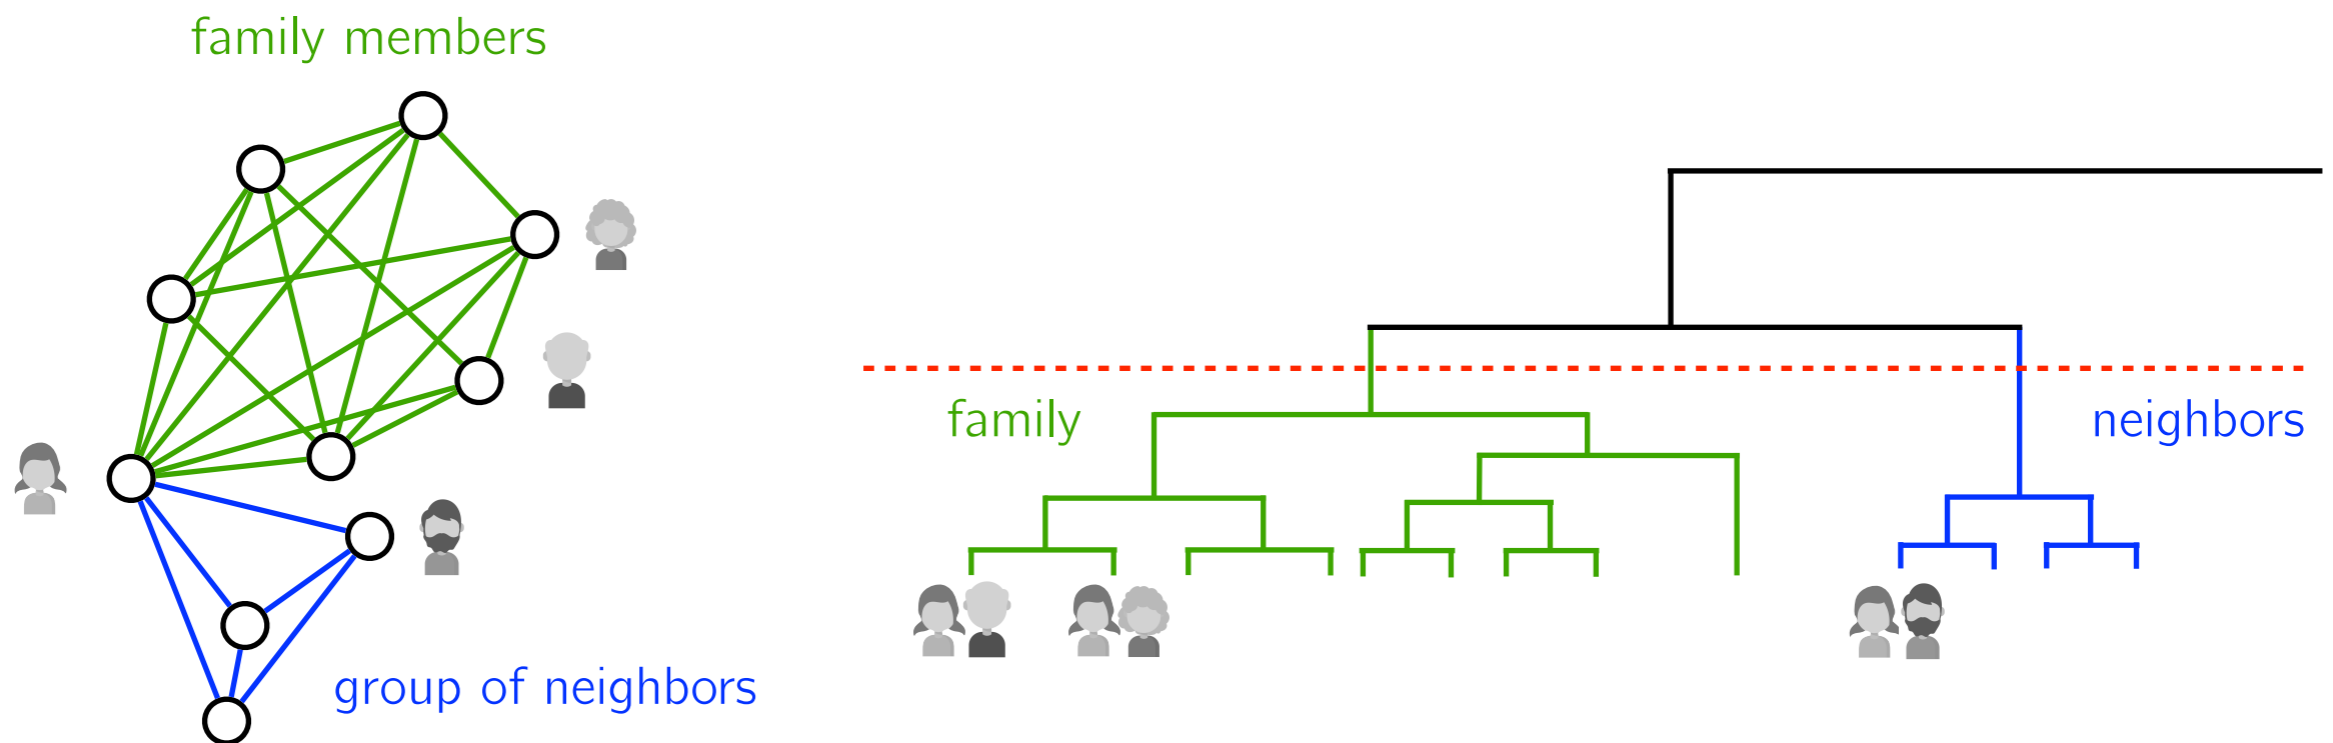 family members
group of neighbors
family
neighbors